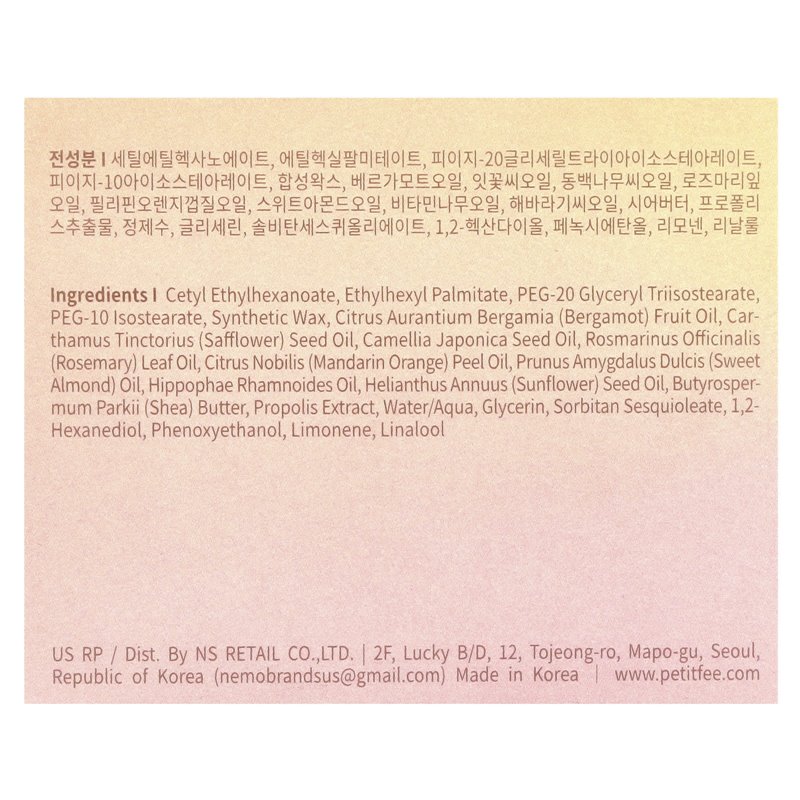 전성분 I 세틸에틸헥사노에이트, 에틸헥실팔미테이트, 피이지-20글리세릴트라이아이소스테아레이트,
피이지-10아이소스테아레이트, 합성왁스, 베르가모트오일, 잇꽃씨오일, 동백나무씨오일, 로즈마리잎
오일, 필리핀오렌지껍질오일, 스위트아몬드오일, 비타민나무오일, 해바라기씨오일, 시어버터, 프로폴리
스추출물, 정제수, 글리세린, 솔비탄세스퀴올리에이트, 1,2-헥산다이올, 페녹시에탄올, 리모넨, 리날룰
Ingredients I Cetyl Ethylhexanoate, Ethylhexyl Palmitate, PEG-20 Glyceryl Triisostearate,
PEG-10 Isostearate, Synthetic Wax, Citrus Aurantium Bergamia (Bergamot) Fruit Oil, Car-
thamus Tinctorius (Safflower) Seed Oil, Camellia Japonica Seed Oil, Rosmarinus Officinalis
(Rosemary) Leaf Oil, Citrus Nobilis (Mandarin Orange) Peel Oil, Prunus Amygdalus Dulcis (Sweet
Almond) Oil, Hippophae Rhamnoides Oil, Helianthus Annuus (Sunflower) Seed Oil, Butyrosper-
mum Parkii (Shea) Butter, Propolis Extract, Water/Aqua, Glycerin, Sorbitan Sesquioleate, 1,2-
Hexanediol, Phenoxyethanol, Limonene, Linalool
US RP / Dist. By NS RETAIL CO.,LTD. | 2F, Lucky B/D, 12, Tojeong-ro, Mapo-gu, Seoul,
Republic of Korea (nemobrandsus@gmail.com) Made in Korea | www.petitfee.com